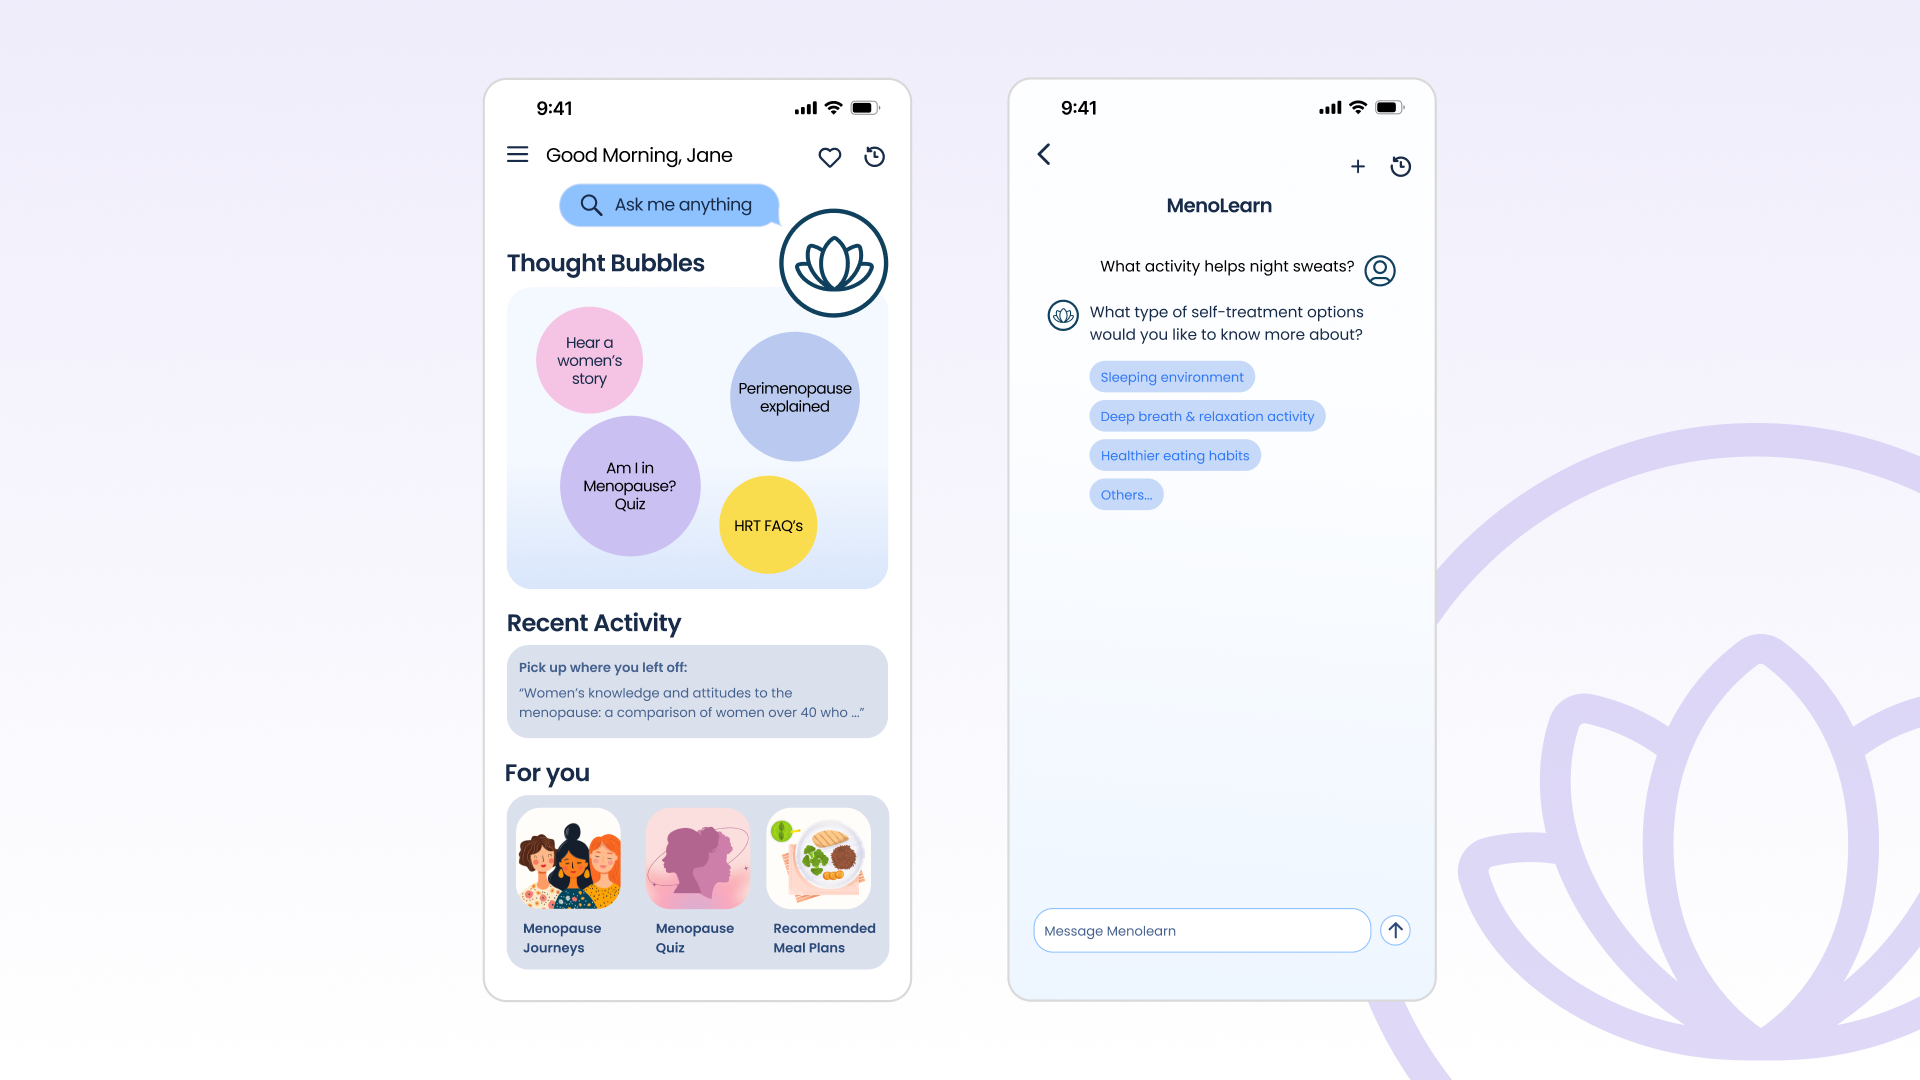 9:41
Good Morning, Jane
Ask me anything
Thought Bubbles
Hear a
women's
story
Perimenopause
explained
Am I in
Menopause?
Quiz
HRT FAQ's
Recent Activity
Pick up where you left off:
“Women's knowledge and attitudes to the
menopause: a comparison of women over 40 who ...”
For you
Menopause
Journeys
Menopause
Quiz
Recommended
Meal Plans
9:41
MenoLearn
What activity helps night sweats?
What type of self-treatment options
would you like to know more about?
Sleeping environment
Deep breath & relaxation activity
Healthier eating habits
Others...
Message Menolearn